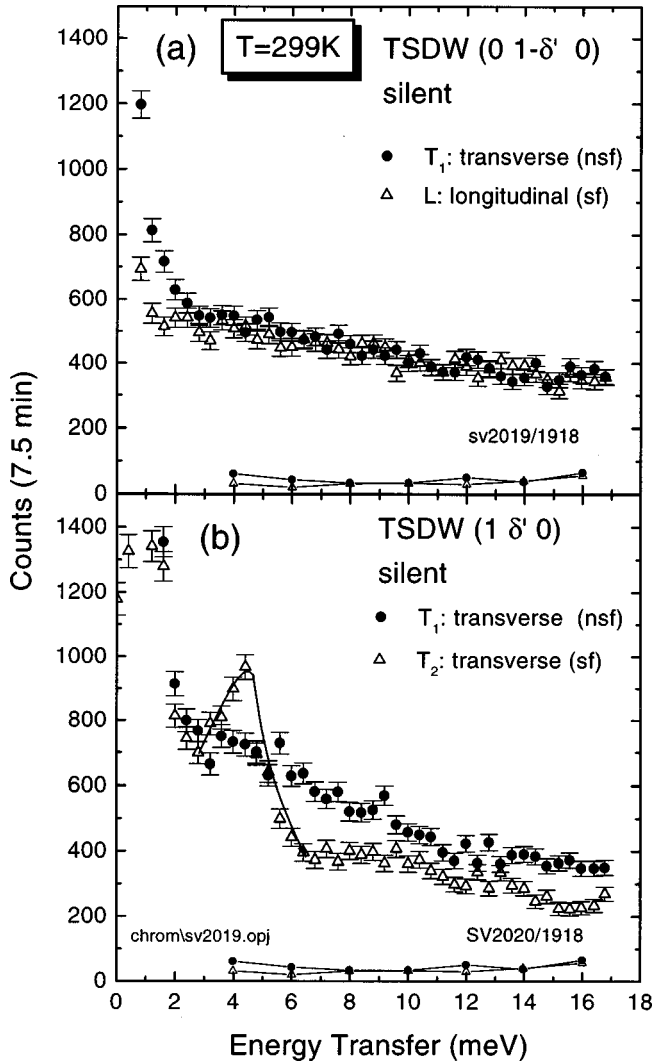 1400
(a)
T=299K
TSDW (0 1-δ' 0)
silent
1200
T1: transverse (nsf)
L: longitudinal (sf)
1000
800
600
400
200
sv2019/1918
0
Counts (7.5 min)
1400
(b)
TSDW (1 δ' 0)
silent
1200
T1: transverse (nsf)
T2: transverse (sf)
1000
800
600
400
200
chrom\sv2019.opj
SV2020/1918
0
0 2 4 6 8 10 12 14 16 18
Energy Transfer (meV)